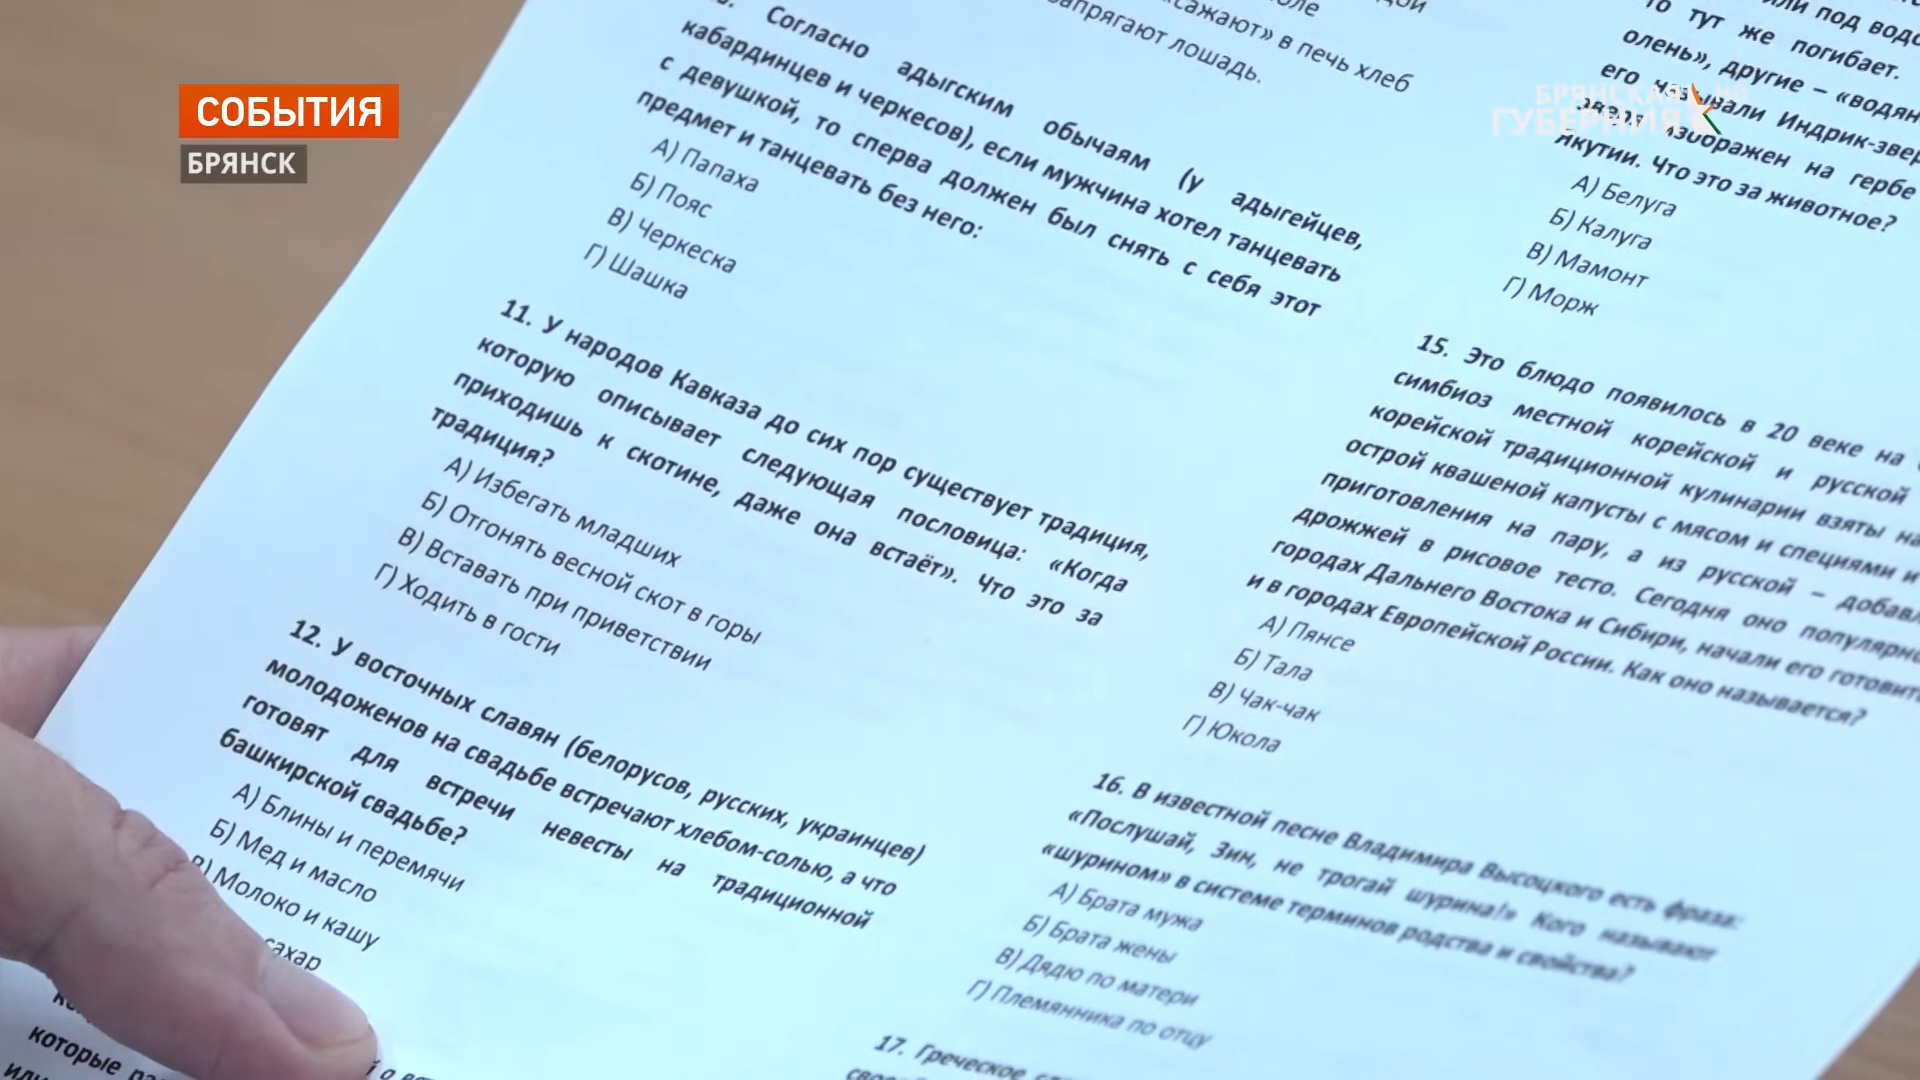 СОБЫТИЯ
БРЯНСК
БРЯНСКАЯ
ГУБЕРНИЯ
сажают» в печь хлеб
запрягают лошадь.
Согласно адыгским обычаям (у адыгейцев,
кабардинцев и черкесов), если мужчина хотел танцевать
с девушкой, то сперва должен был снять с себя этот
предмет и танцевать без него:
А) Папаха
Б) Пояс
В) Черкеска
Г) Шашка
11. У народов Кавказа до сих пор существует традиция,
которую описывает следующая пословица: «Когда
приходишь к скотине, даже она встаёт». Что это за
традиция?
А) Избегать младших
Б) Отгонять весной скот в горы
В) Вставать при приветствии
Г) Ходить в гости
12. У восточных славян (белорусов, русских, украинцев)
молодоженов на свадьбе встречают хлебом-солью, а что
готовят для встречи невесты на традиционной
башкирской свадьбе?
А) Блины и перемячи
Б) Мед и масло
В) Молоко и кашу
сахар
которые
или
под
то тут же погибает.
олень», другие – «водян
его называли Индрик-звер
изображен на гербе
Якутии. Что это за животное?
А) Белуга
Б) Калуга
В) Мамонт
Г) Морж
15. Это блюдо появилось в 20 веке на
симбиоз местной корейской и русской
корейской традиционной кулинарии взяты на
острой квашеной капусты с мясом и специями и
приготовления на пару, а из русской – добавл
дрожжей в рисовое тесто. Сегодня оно популярно
городах Дальнего Востока и Сибири, начали его готовить
и в городах Европейской России. Как оно называется?
А) Пянсе
Б) Тала
В) Чак-чак
Г) Юкола
16. В известной песне Владимира Высоцкого есть фраза:
«Послушай, Зин, не трогай шурина!» Кого называют
«шурином» в системе терминов родства и свойства?
А) Брата мужа
Б) Брата жены
В) Дядю по матери
Г) Племянника по отцу
17. Греческое